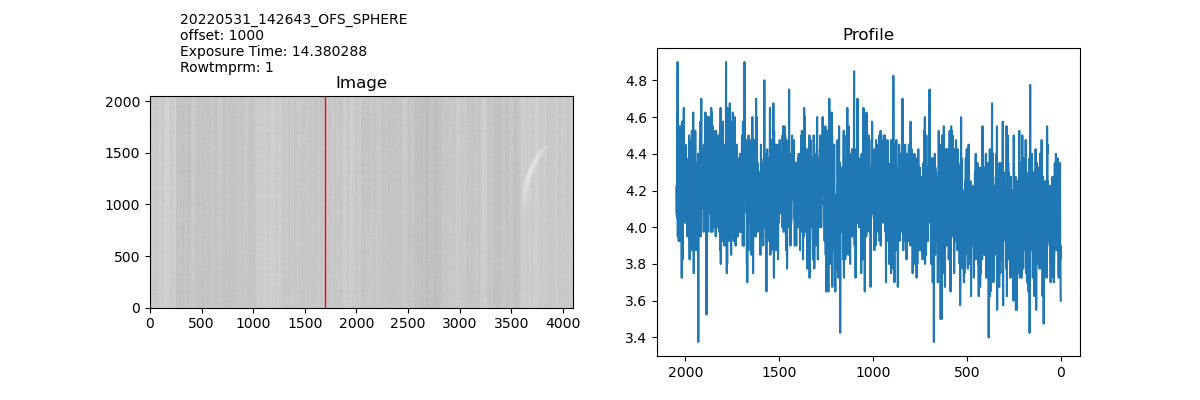 20220531_142643_OFS_SPHERE
offset: 1000
Exposure Time: 14.380288
Rowtmprm: 1
Image
2000
1500
1000
500
0
0 500 1000 1500 2000 2500 3000 3500 4000
Profile
4.8
4.6
4.4
4.2
4.0
3.8
3.6
3.4
2000 1500 1000 500 0